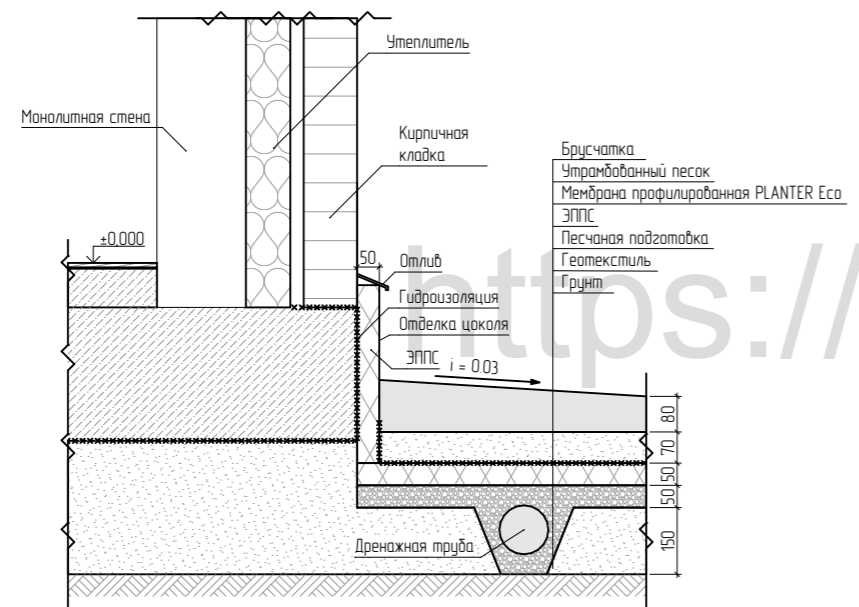 Утеплитель
Монолитная стена
Кирпичная
кладка
Брусчатка
Утрамбованный песок
Мембрана профилированная PLANTER Eco
ЭППС
Песчаная подготовка
Геотекстиль
Грунт
±0.000
50
Отлив
Гидроизоляция
Отделка цоколя
ЭППС
i = 0.03
https://
80
70
50
50
150
Дренажная труба